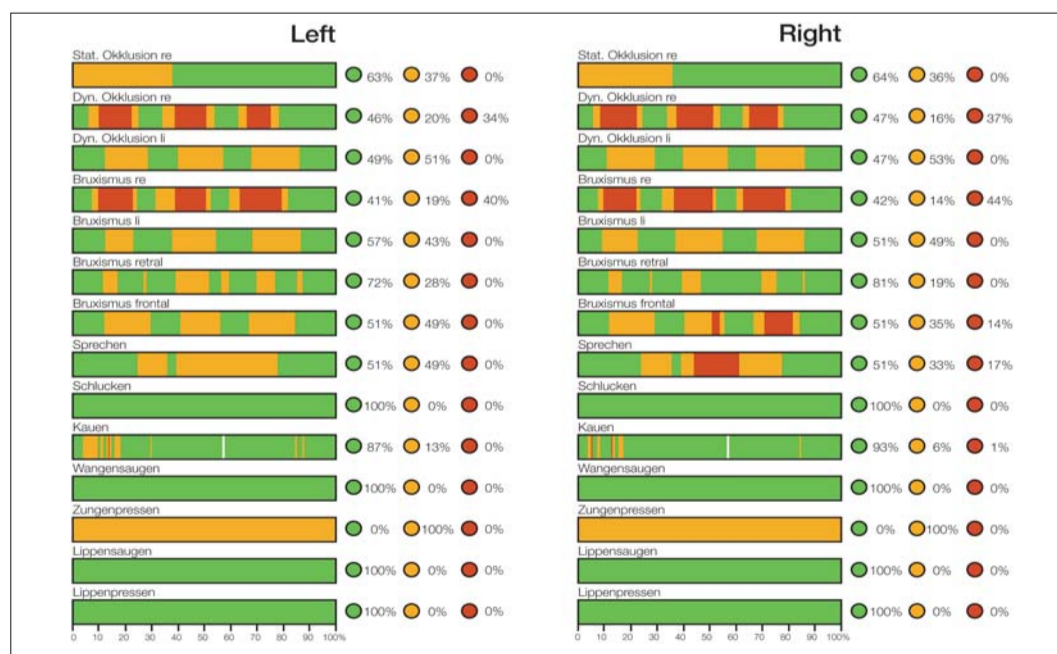 Left
Stat. Okklusion re
63% 37% 0%
Dyn. Okklusion re
46% 20% 34%
Dyn. Okklusion li
49% 51% 0%
Bruxismus re
41% 19% 40%
Bruxismus li
57% 43% 0%
Bruxismus retral
72% 28% 0%
Bruxismus frontal
51% 49% 0%
Sprechen
51% 49% 0%
Schlucken
100% 0% 0%
Kauen
87% 13% 0%
Wangensaugen
100% 0% 0%
Zungenpressen
0% 100% 0%
Lippensaugen
100% 0% 0%
Lippenpressen
100% 0% 0%
0 10 20 30 40 50 60 70 80 90 100%
Right
Stat. Okklusion re
64% 36% 0%
Dyn. Okklusion re
47% 16% 37%
Dyn. Okklusion li
47% 53% 0%
Bruxismus re
42% 14% 44%
Bruxismus li
51% 49% 0%
Bruxismus retral
81% 19% 0%
Bruxismus frontal
51% 35% 14%
Sprechen
51% 33% 17%
Schlucken
100% 0% 0%
Kauen
93% 6% 1%
Wangensaugen
100% 0% 0%
Zungenpressen
0% 100% 0%
Lippensaugen
100% 0% 0%
Lippenpressen
100% 0% 0%
0 10 20 30 40 50 60 70 80 90 100%